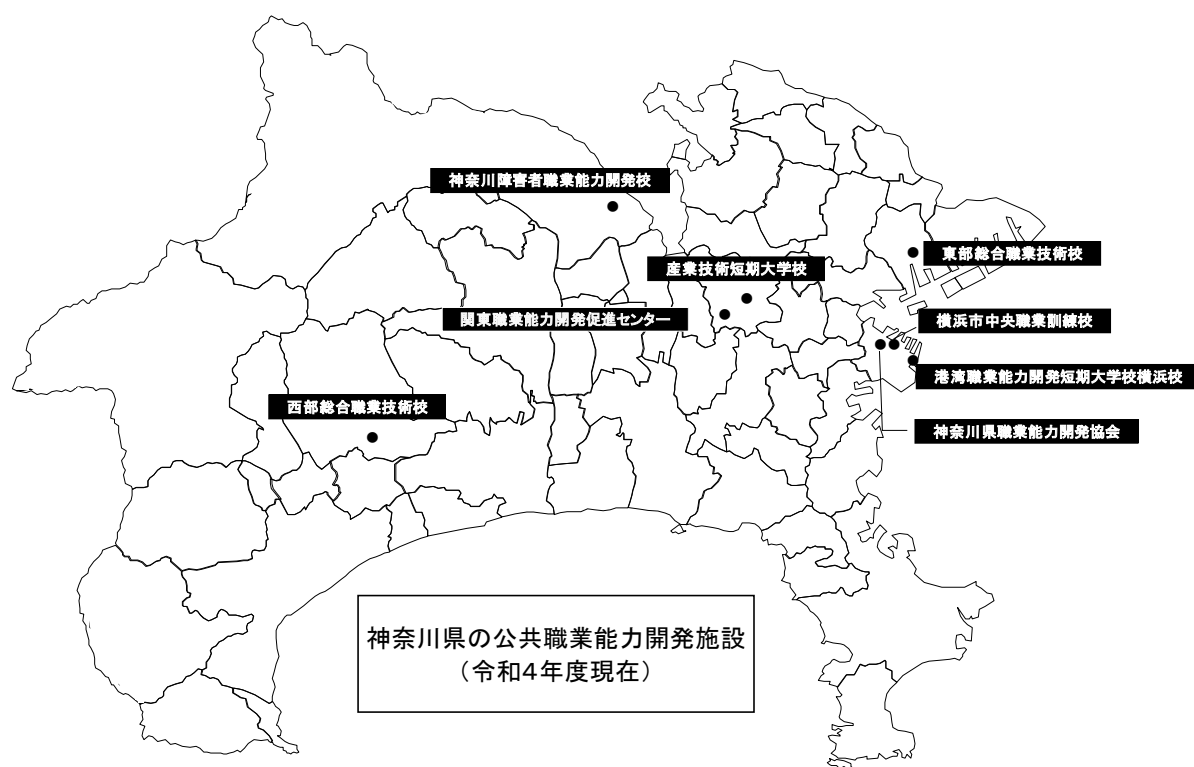 神奈川障害者職業能力開発校
東部総合職業技術校
産業技術短期大学校
関東職業能力開発促進センター
横浜市中央職業訓練校
港湾職業能力開発短期大学校横浜校
西部総合職業技術校
神奈川県職業能力開発協会
神奈川県の公共職業能力開発施設
（令和4年度現在）